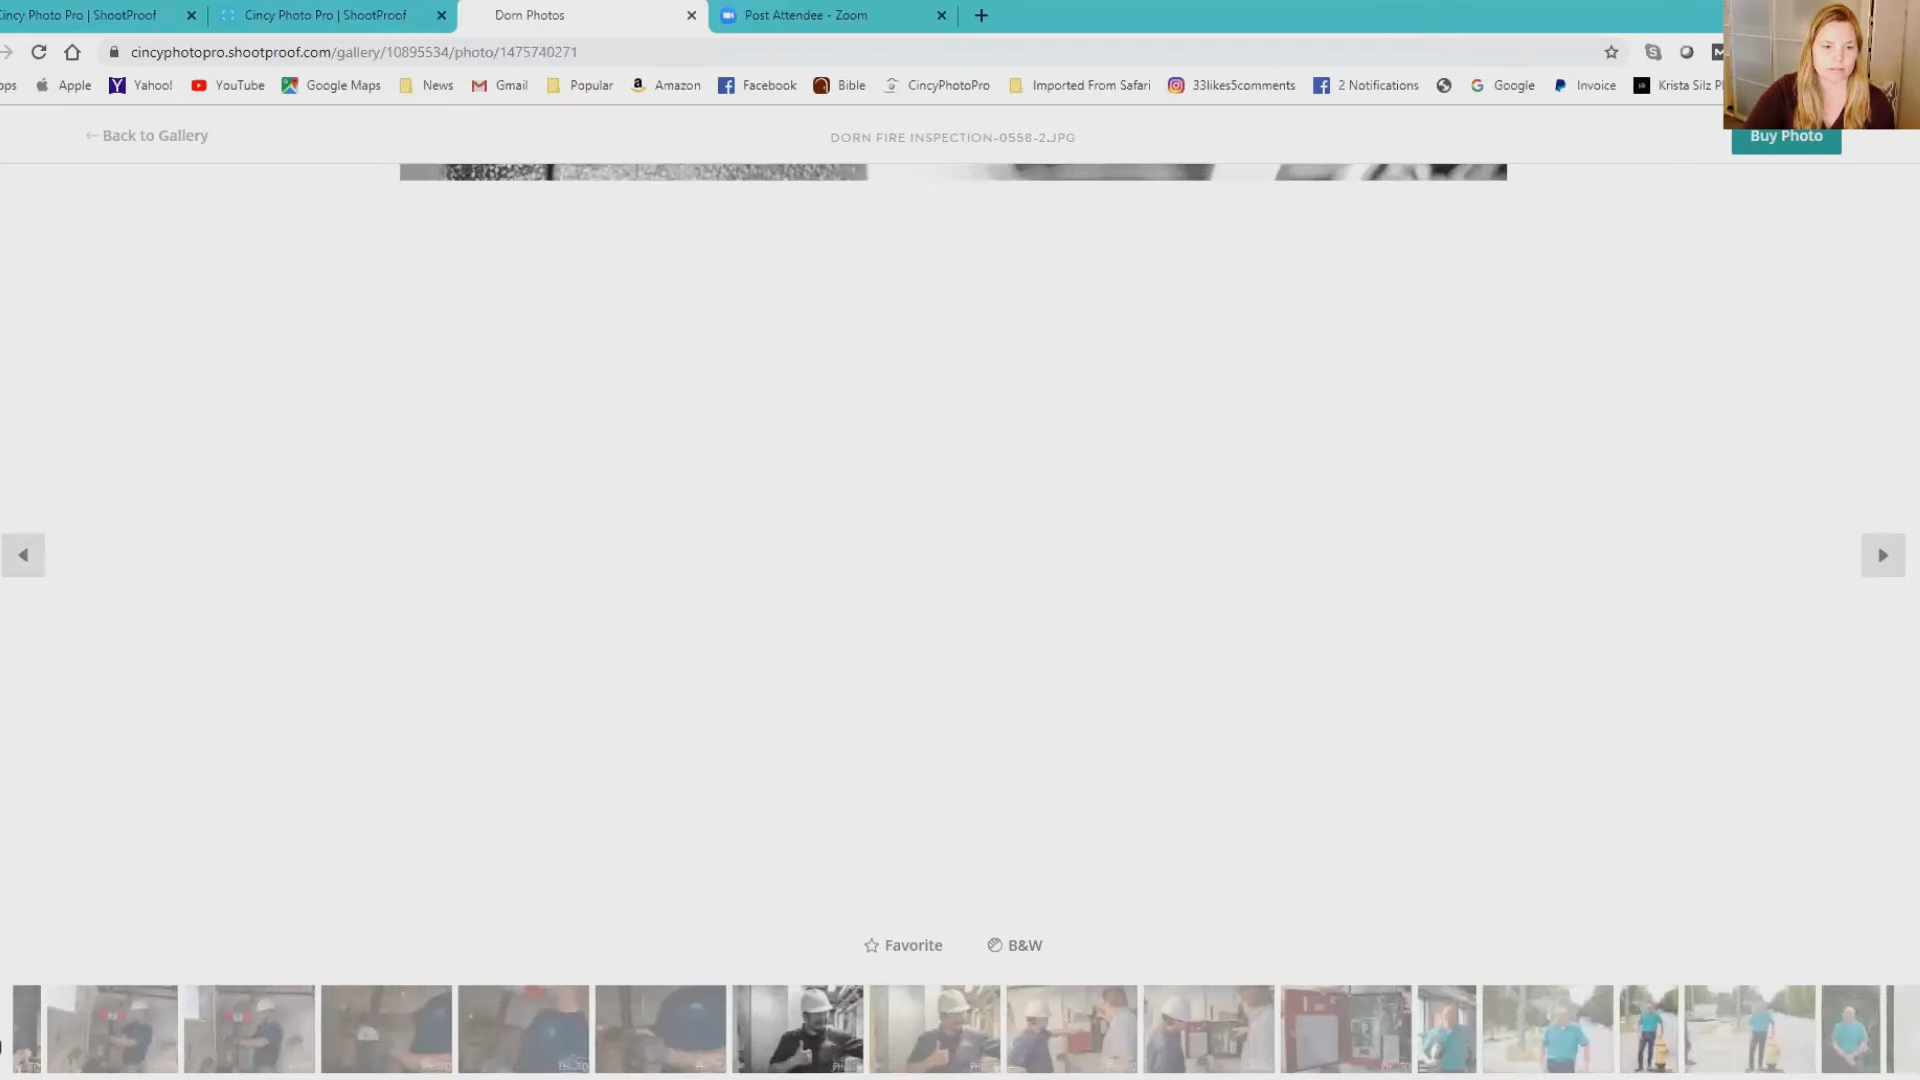 Cincy Photo Pro | ShootProof
Cincy Photo Pro | ShootProof
Dorn Photos
Post Attendee - Zoom
cincyphotopro.shootproof.com/gallery/10895534/photo/1475740271
Apple
Yahoo!
YouTube
Google Maps
News
Gmail
Popular
Amazon
Facebook
Bible
CincyPhotoPro
Imported From Safari
33likes5comments
2 Notifications
Google
Invoice
Krista Silz
Back to Gallery
DORN FIRE INSPECTION-0558-2.JPG
Buy Photo
Favorite
B&W